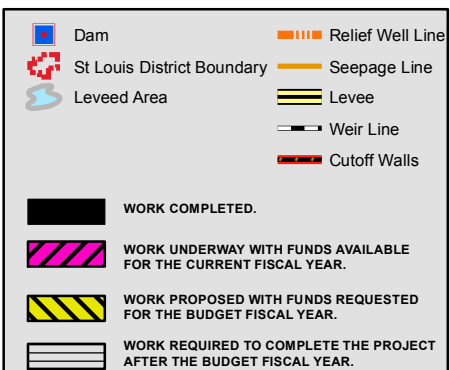 Dam
Relief Well Line
St Louis District Boundary
Seepage Line
Leveed Area
Levee
Weir Line
Cutoff Walls
WORK COMPLETED.
WORK UNDERWAY WITH FUNDS AVAILABLE
FOR THE CURRENT FISCAL YEAR.
WORK PROPOSED WITH FUNDS REQUESTED
FOR THE BUDGET FISCAL YEAR.
WORK REQUIRED TO COMPLETE THE PROJECT
AFTER THE BUDGET FISCAL YEAR.